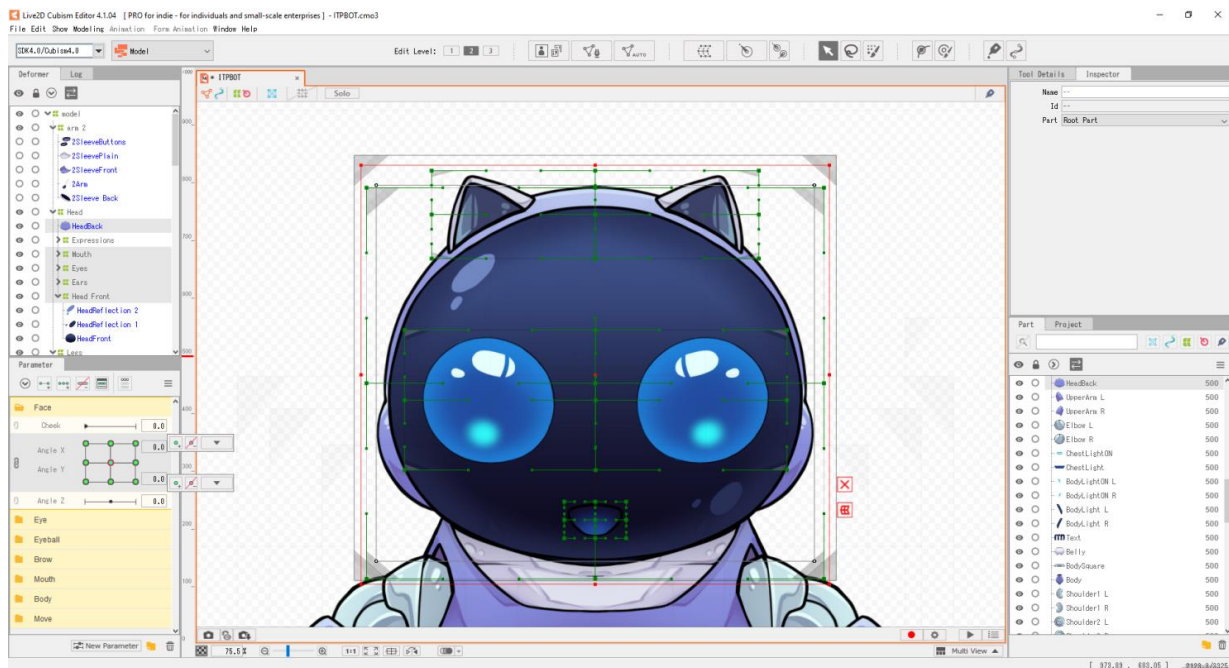 Live2D Cubism Editor 4.1.04 [ PRO for indie - for individuals and small-scale enterprises ] - ITPBOT.cmo3
File Edit Show Modeling Animation Form Animation Window Help
SDK4.0/Cubism4.0 Model Edit Level: 1 2 3 AUTO
Deformer Log
* ITPBOT
Solo
model
arm 2
2SleeveButtons
2SleevePlain
2SleeveFront
2Arm
2Sleeve Back
Head
HeadBack
Expressions
Mouth
Eyes
Ears
Head Front
HeadReflection 2
HeadReflection 1
HeadFront
Legs
Parameter
Face
Cheek 0.0
Angle X 0.0
Angle Y 0.0
Angle Z 0.0
Eye
Eyeball
Brow
Mouth
Body
Move
New Parameter
75.5% 1:1 Multi View
Tool Details Inspector
Name --
Id --
Part Root Part
Part Project
HeadBack 500
UpperArm L 500
UpperArm R 500
Elbow L 500
Elbow R 500
ChestLightON 500
ChestLight 500
BodyLightON L 500
BodyLightON R 500
BodyLight L 500
BodyLight R 500
Text 500
Belly 500
BodySquare 500
Body 500
Shoulder1 L 500
Shoulder1 R 500
Shoulder2 L 500